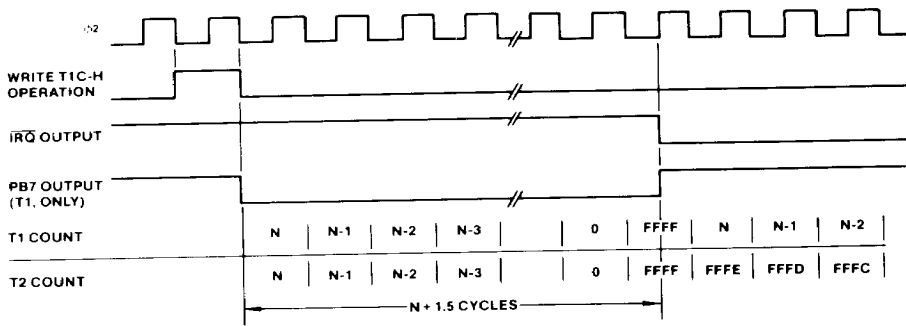 Φ2
WRITE T1C-H
OPERATION
IRQ OUTPUT
PB7 OUTPUT
(T1, ONLY)
T1 COUNT N N-1 N-2 N-3 0 FFFF N N-1 N-2
T2 COUNT N N-1 N-2 N-3 0 FFFF FFFE FFFD FFFC
N + 1.5 CYCLES